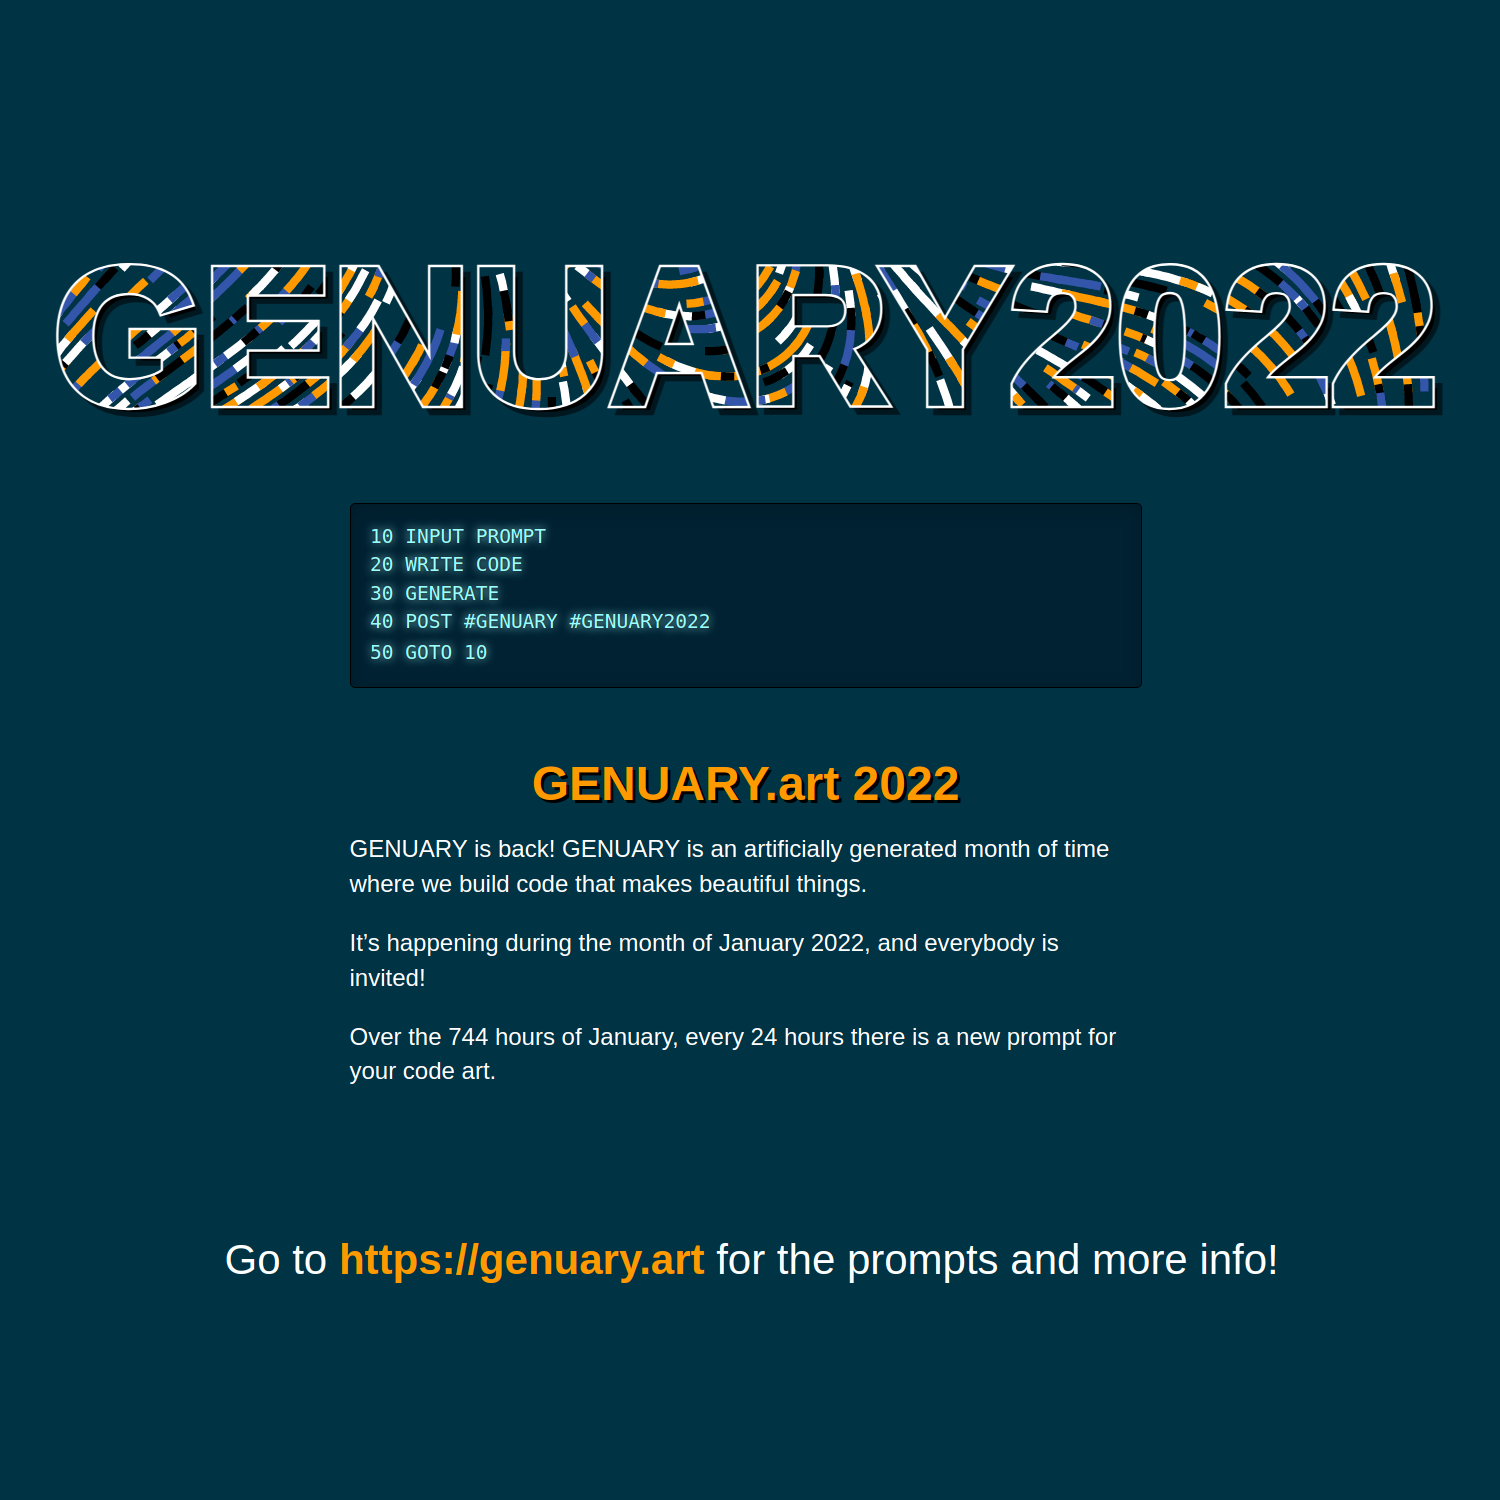 GENUARY2022
10 INPUT PROMPT
20 WRITE CODE
30 GENERATE
40 POST #GENUARY #GENUARY2022
50 GOTO 10
GENUARY.art 2022
GENUARY is back! GENUARY is an artificially generated month of time
where we build code that makes beautiful things.
It’s happening during the month of January 2022, and everybody is
invited!
Over the 744 hours of January, every 24 hours there is a new prompt for
your code art.
Go to https://genuary.art for the prompts and more info!